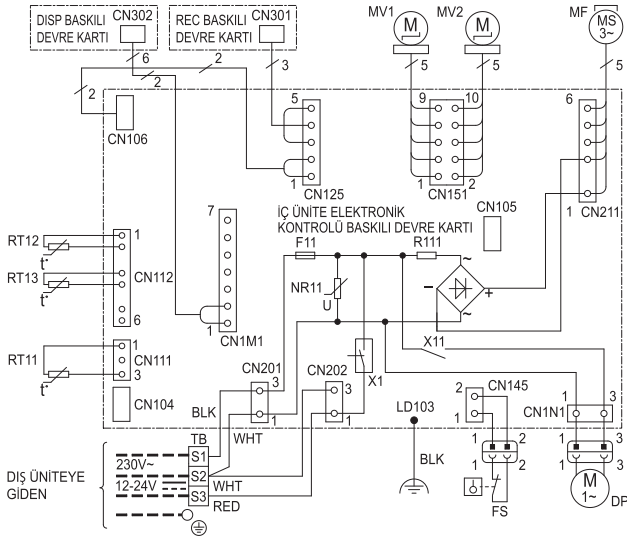 DISP BASKILI
DEVRE KARTI
CN302
REC BASKILI
DEVRE KARTI
CN301
MV1
M
MV2
M
MF
MS
3~
6
2
2
3
5
5
5
2
CN106
5
1
CN125
9
10
1
2
CN151
6
1
CN211
İÇ ÜNİTE ELEKTRONİK
KONTROLÜ BASKILI DEVRE KARTI
CN105
7
1
CN1M1
F11
R111
NR11
U
~
−
+
~
RT12
t°
RT13
t°
1
CN112
6
RT11
t°
1
CN111
3
CN104
X11
X1
CN201
3
1
CN202
3
1
CN145
2
1
LD103
CN1N1
1
3
BLK
WHT
TB
S1
S2
S3
WHT
RED
BLK
DIŞ ÜNİTEYE
GİDEN
230V~
12-24V
1
2
1
2
FS
1
3
1
3
M
1~
DP